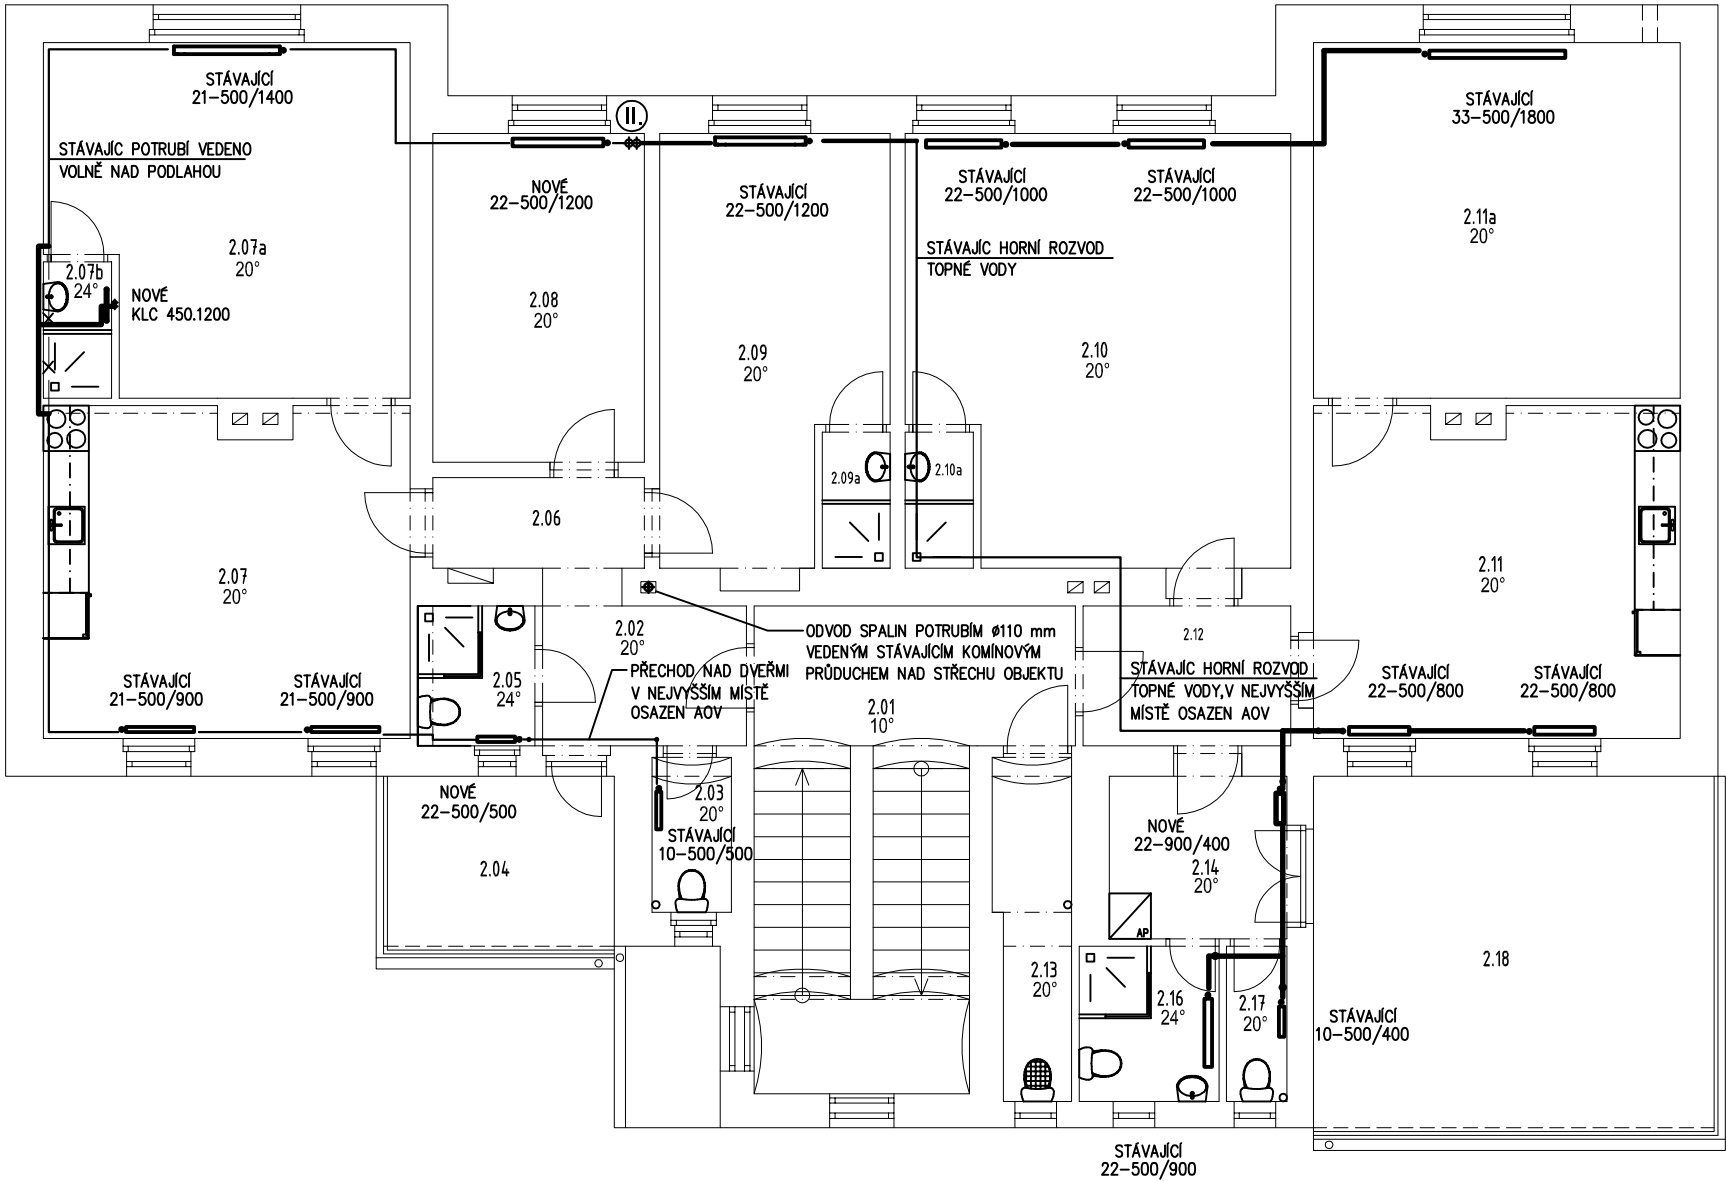 STÁVAJÍCÍ
21-500/1400
STÁVAJÍC POTRUBÍ VEDENO
VOLNĚ NAD PODLAHOU
2.07a
20°
2.07b
24°
NOVÉ
KLC 450.1200
II.
NOVÉ
22-500/1200
2.08
20°
STÁVAJÍCÍ
22-500/1200
2.09
20°
2.09a
STÁVAJÍCÍ
22-500/1000
STÁVAJÍCÍ
22-500/1000
STÁVAJÍC HORNÍ ROZVOD
TOPNÉ VODY
2.10
20°
2.10a
STÁVAJÍCÍ
33-500/1800
2.11a
20°
2.06
2.07
20°
2.11
20°
STÁVAJÍCÍ
21-500/900
STÁVAJÍCÍ
21-500/900
2.05
24°
2.02
20°
PŘECHOD NAD DVEŘMI
V NEJVYŠŠÍM MÍSTĚ
OSAZEN AOV
ODVOD SPALIN POTRUBÍM ø110 mm
VEDENÝM STÁVAJÍCÍM KOMÍNOVÝM
PRŮDUCHEM NAD STŘECHU OBJEKTU
2.01
10°
2.12
STÁVAJÍC HORNÍ ROZVOD
TOPNÉ VODY,V NEJVYŠŠÍM
MÍSTĚ OSAZEN AOV
STÁVAJÍCÍ
22-500/800
STÁVAJÍCÍ
22-500/800
NOVÉ
22-500/500
2.03
20°
STÁVAJÍCÍ
10-500/500
2.04
NOVÉ
22-900/400
2.14
20°
AP
2.13
20°
2.16
24°
2.17
20°
2.18
STÁVAJÍCÍ
10-500/400
STÁVAJÍCÍ
22-500/900